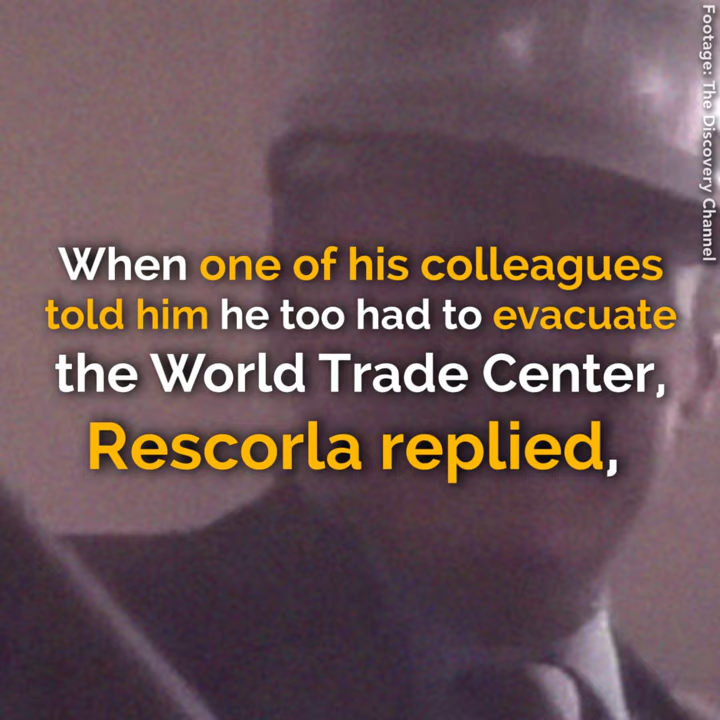 When one of his colleagues
told him he too had to evacuate
the World Trade Center,
Rescorla replied,
Footage: The Discovery Channel